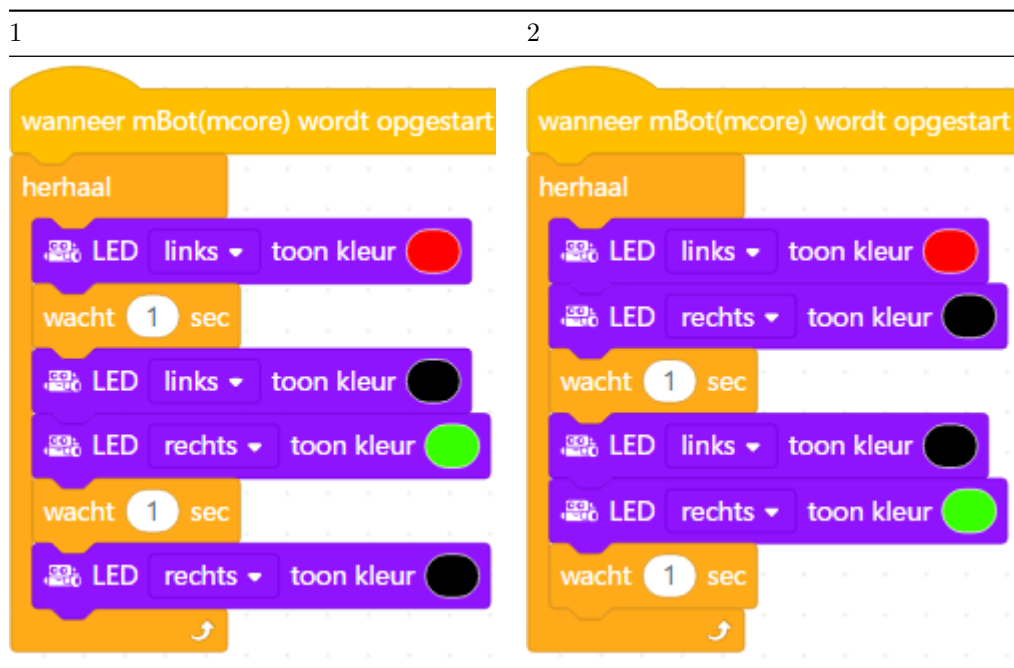 1
2
wanneer mBot(mcore) wordt opgestart
herhaal
LED links toon kleur
wacht 1 sec
LED links toon kleur
LED rechts toon kleur
wacht 1 sec
LED rechts toon kleur
wanneer mBot(mcore) wordt opgestart
herhaal
LED links toon kleur
LED rechts toon kleur
wacht 1 sec
LED links toon kleur
LED rechts toon kleur
wacht 1 sec